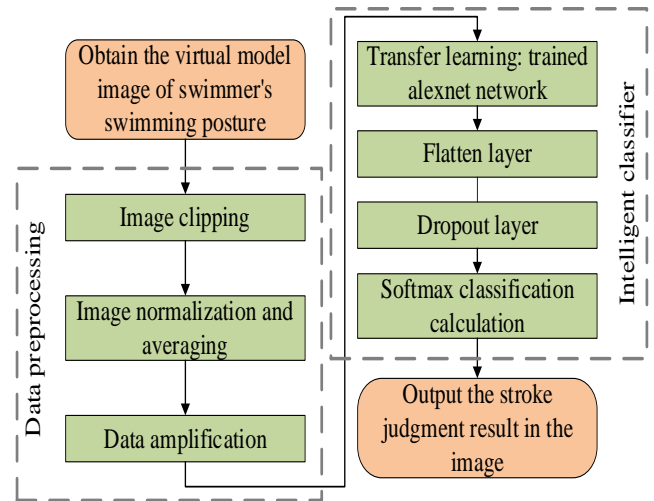 Obtain the virtual model
image of swimmer's
swimming posture
Data preprocessing
Image clipping
Image normalization and
averaging
Data amplification
Intelligent classifier
Transfer learning: trained
alexnet network
Flatten layer
Dropout layer
Softmax classification
calculation
Output the stroke
judgment result in the
image